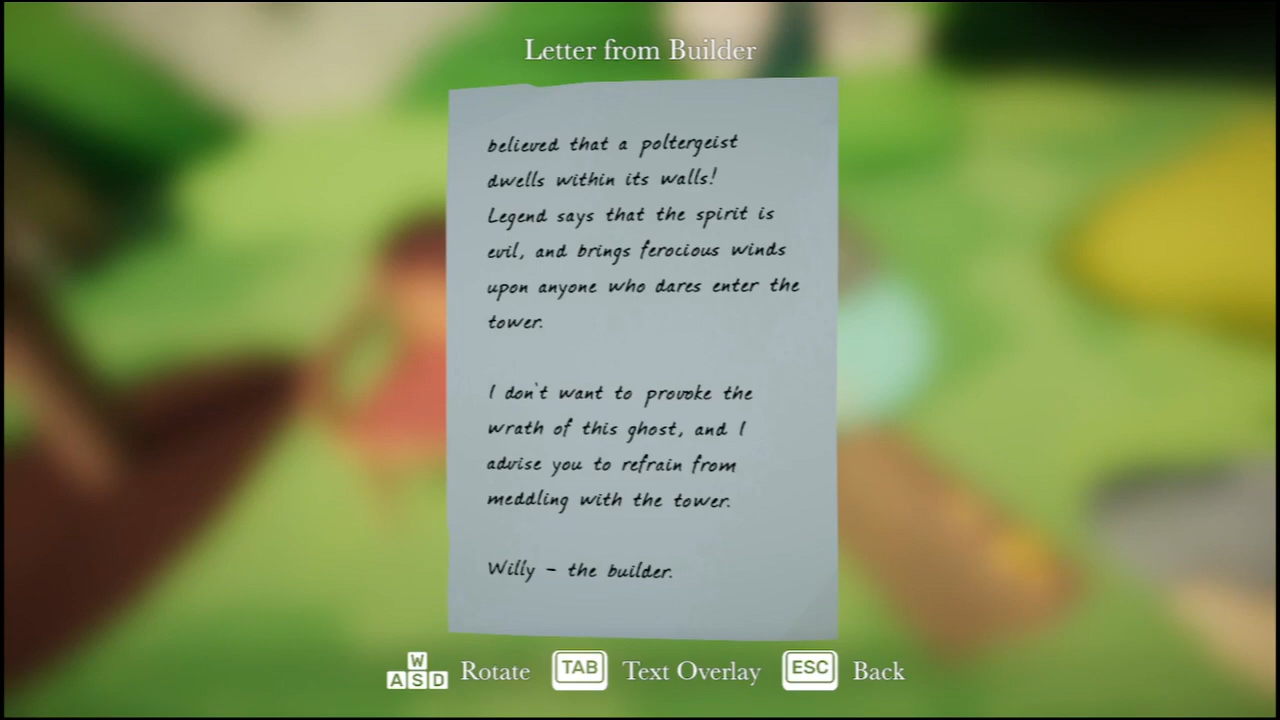 Letter from Builder
believed that a poltergeist
dwells within its walls!
Legend says that the spirit is
evil, and brings ferocious winds
upon anyone who dares enter the
tower.
I don't want to provoke the
wrath of this ghost, and I
advise you to refrain from
meddling with the tower.
Willy - the builder.
W
A S D Rotate TAB Text Overlay ESC Back